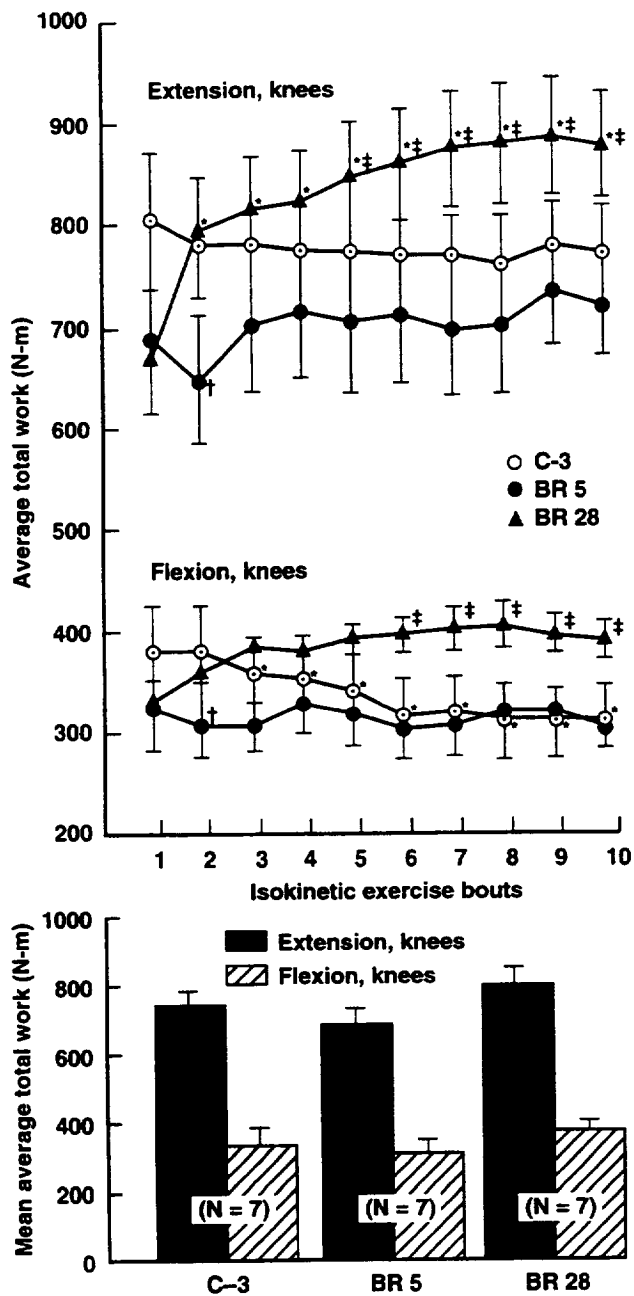 1000
Extension, knees
900
*‡ *‡ *‡ *‡ *‡ *‡
* * *
800
700
†
600
C-3
BR 5
BR 28
500
Flexion, knees
400
‡ ‡ ‡ ‡ ‡
* * * * * * * *
†
300
200
1 2 3 4 5 6 7 8 9 10
Isokinetic exercise bouts
Average total work (N-m)
1000
Extension, knees
Flexion, knees
800
600
400
200
0
(N = 7) (N = 7) (N = 7)
C–3 BR 5 BR 28
Mean average total work (N-m)